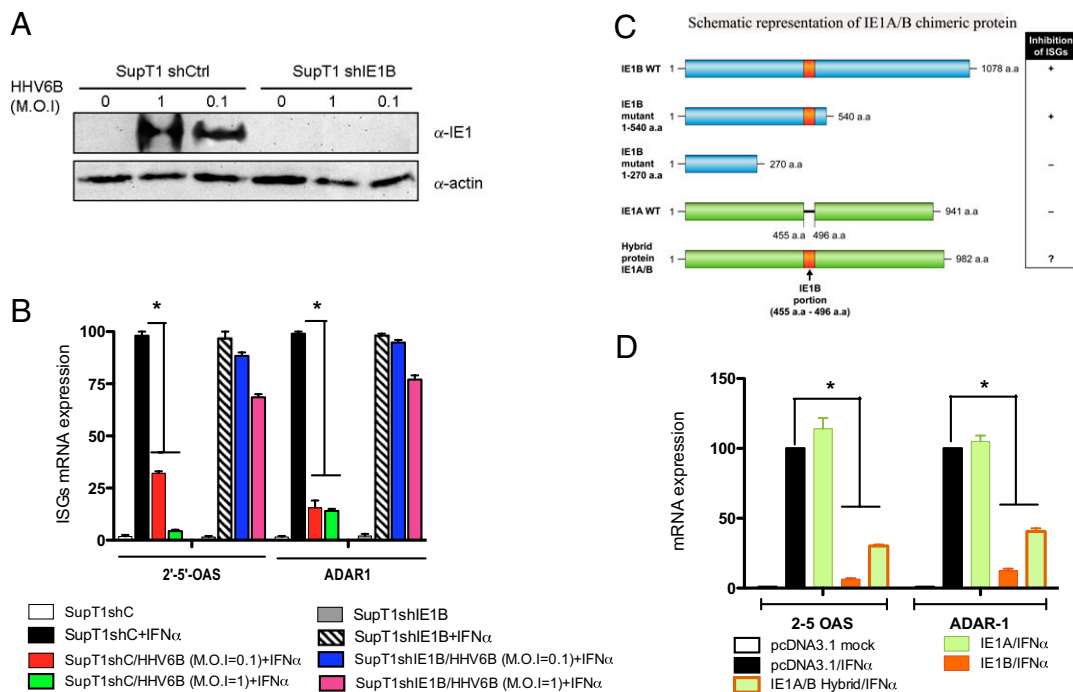 A
SupT1 shCtrl
SupT1 shIE1B
HHV6B
(M.O.I)
0
1
0.1
0
1
0.1
α-IE1
α-actin
B
ISGs mRNA expression
100
75
50
25
0
*
*
2'-5'-OAS
ADAR1
SupT1shC
SupT1shC+IFNα
SupT1shC/HHV6B (M.O.I=0.1)+IFNα
SupT1shC/HHV6B (M.O.I=1)+IFNα
SupT1shIE1B
SupT1shIE1B+IFNα
SupT1shIE1B/HHV6B (M.O.I=0.1)+IFNα
SupT1shIE1B/HHV6B (M.O.I=1)+IFNα
C
Schematic representation of IE1A/B chimeric protein
Inhibition
of ISGs
IE1B WT
1
1078 a.a
+
IE1B
mutant
1-540 a.a
1
540 a.a
+
IE1B
mutant
1-270 a.a
1
270 a.a
–
IE1A WT
1
941 a.a
–
455 a.a
496 a.a
Hybrid
protein
IE1A/B
1
982 a.a
?
IE1B
portion
(455 a.a - 496 a.a)
D
mRNA expression
150
100
50
0
*
*
2-5 OAS
ADAR-1
pcDNA3.1 mock
pcDNA3.1/IFNα
IE1A/B Hybrid/IFNα
IE1A/IFNα
IE1B/IFNα